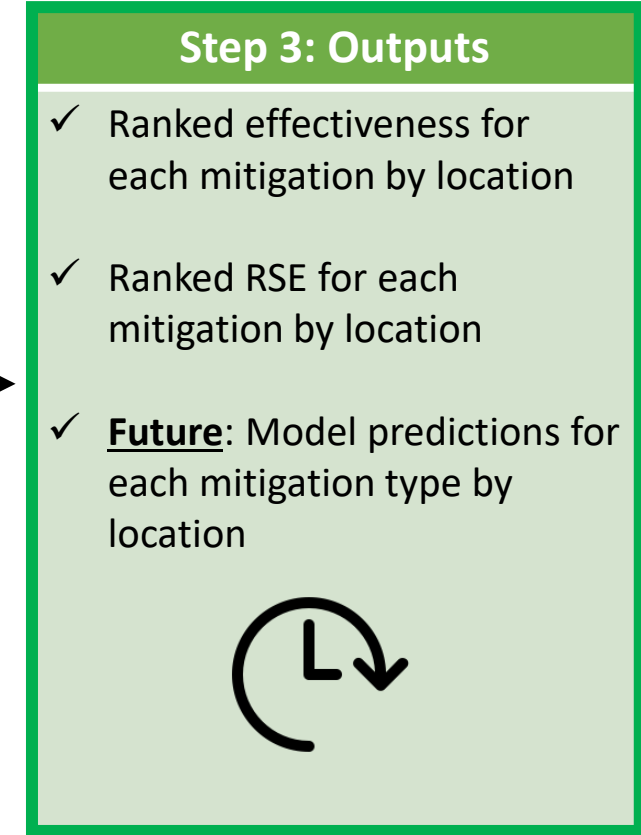 Step 3: Outputs
✓ Ranked effectiveness for
each mitigation by location
✓ Ranked RSE for each
mitigation by location
✓ Future: Model predictions for
each mitigation type by
location